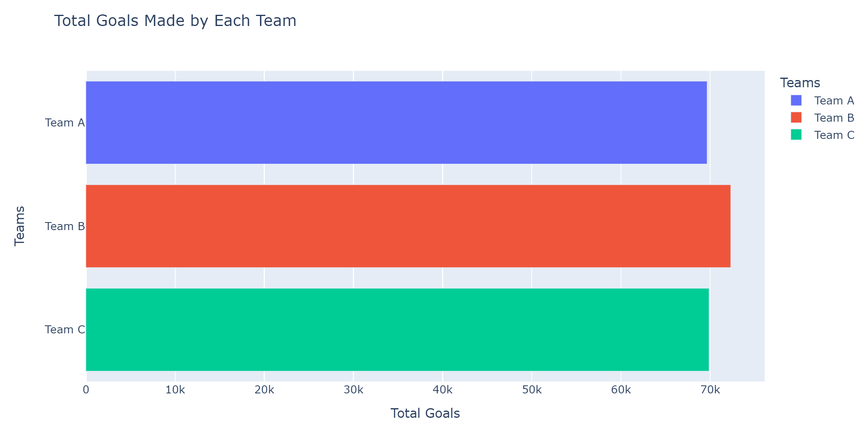 Total Goals Made by Each Team
Teams
Team A
Team B
Team C
Team A
Team B
Team C
Teams
0 10k 20k 30k 40k 50k 60k 70k
Total Goals